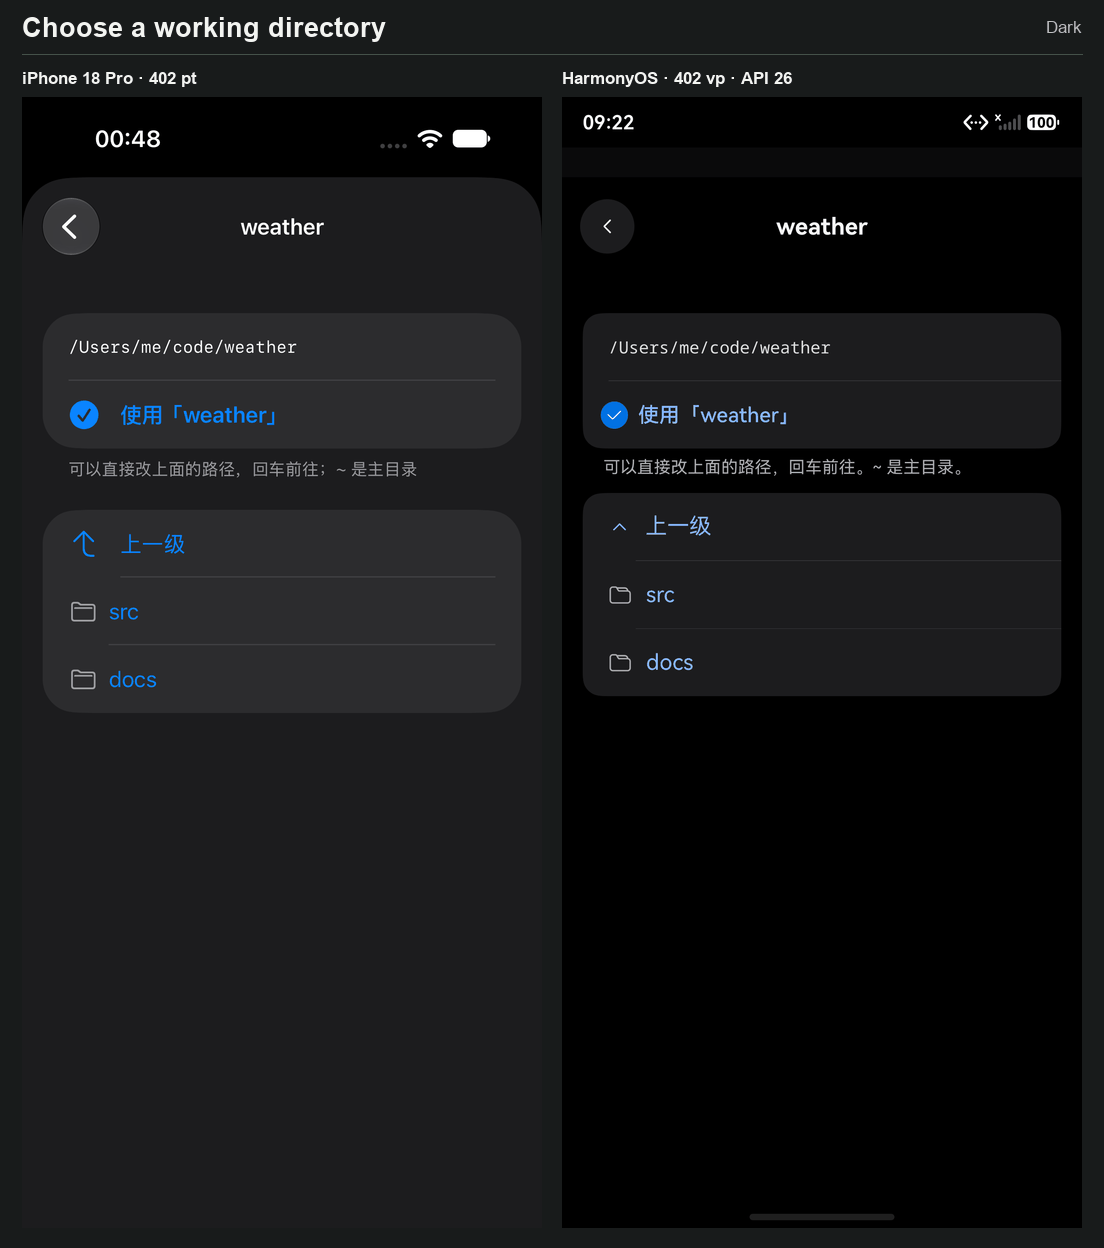 Choose a working directory
Dark
iPhone 18 Pro · 402 pt
00:48
weather
/Users/me/code/weather
使用「weather」
可以直接改上面的路径，回车前往；~ 是主目录
上一级
src
docs
HarmonyOS · 402 vp · API 26
09:22
100
weather
/Users/me/code/weather
使用「weather」
可以直接改上面的路径，回车前往。~ 是主目录。
上一级
src
docs